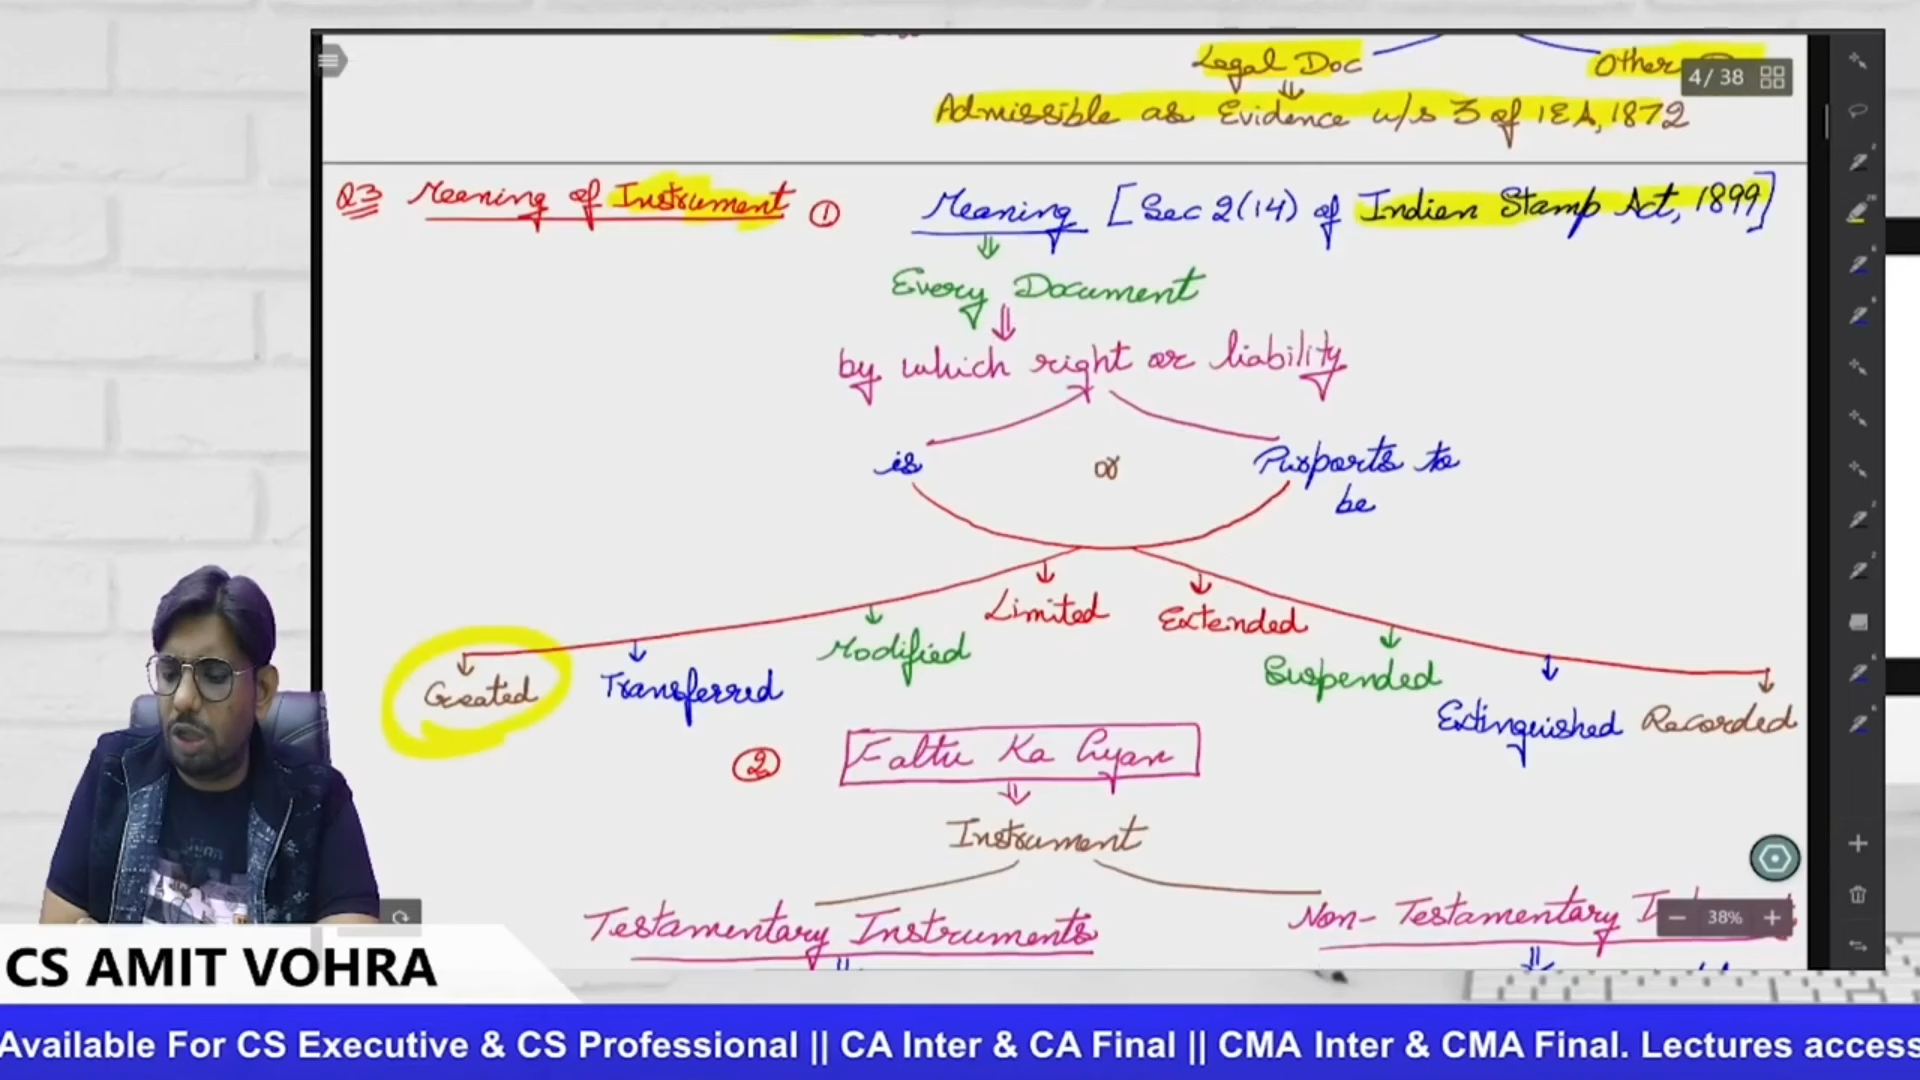 Legal Doc
Other
4/ 38
Admissible as Evidence u/s 3 of IEA, 1872
Q3 Meaning of Instrument ① Meaning [Sec 2(14) of Indian Stamp Act, 1899]
Every Document
by which right or liability
is or Purports to
be
Limited Extended
Created Transferred Modified Suspended Extinguished Recorded
② Faltu Ka Gyan
Instrument
Testamentary Instruments Non- Testamentary
38%
CS AMIT VOHRA
Available For CS Executive & CS Professional || CA Inter & CA Final || CMA Inter & CMA Final. Lectures access